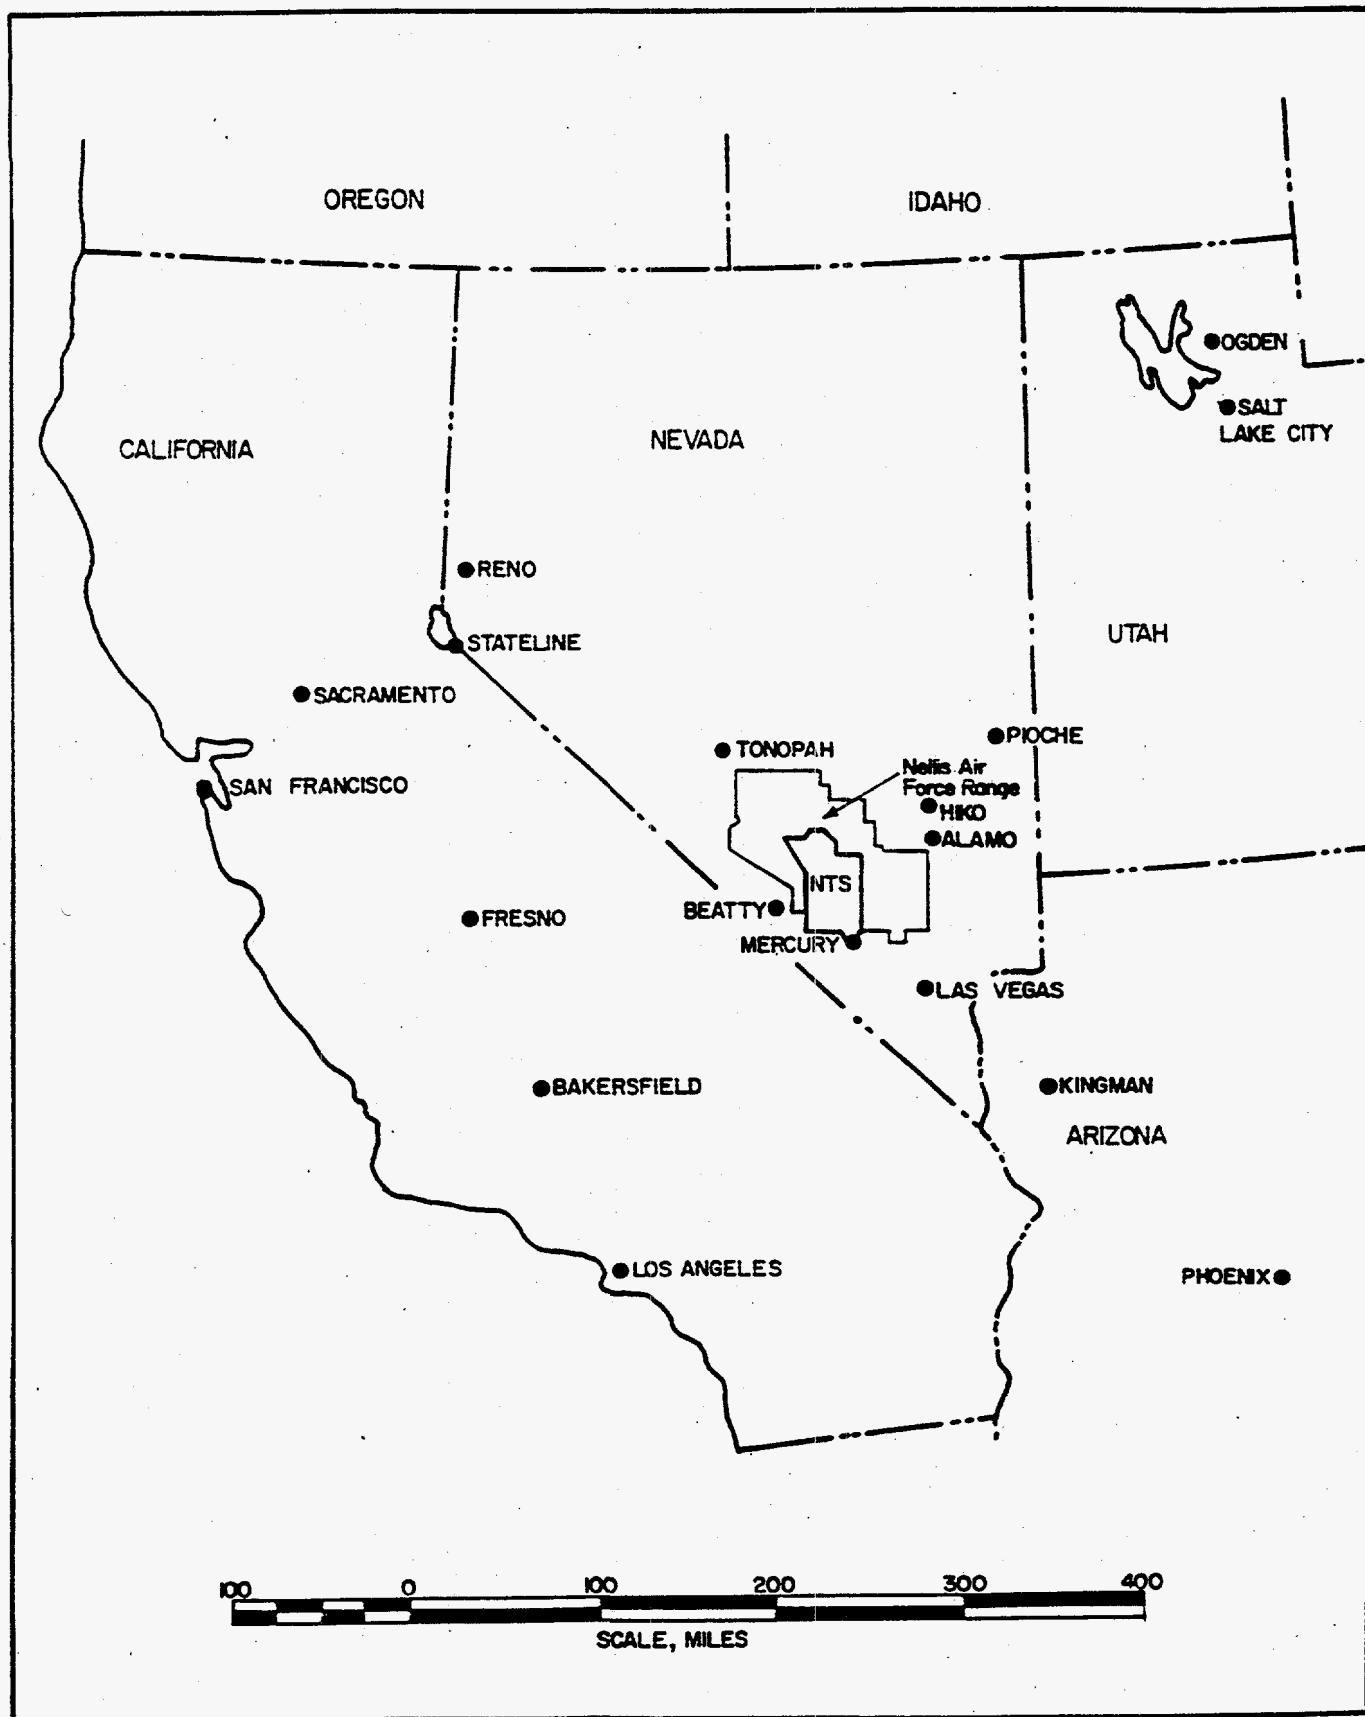 OREGON
IDAHO
OGDEN
SALT
LAKE CITY
CALIFORNIA
NEVADA
RENO
UTAH
STATELINE
SACRAMENTO
TONOPAH
PIOCHE
Nellis Air
Force Range
SAN FRANCISCO
HIKO
ALAMO
NTS
BEATTY
FRESNO
MERCURY
LAS VEGAS
BAKERSFIELD
KINGMAN
ARIZONA
LOS ANGELES
PHOENIX
100 0 100 200 300 400
SCALE, MILES